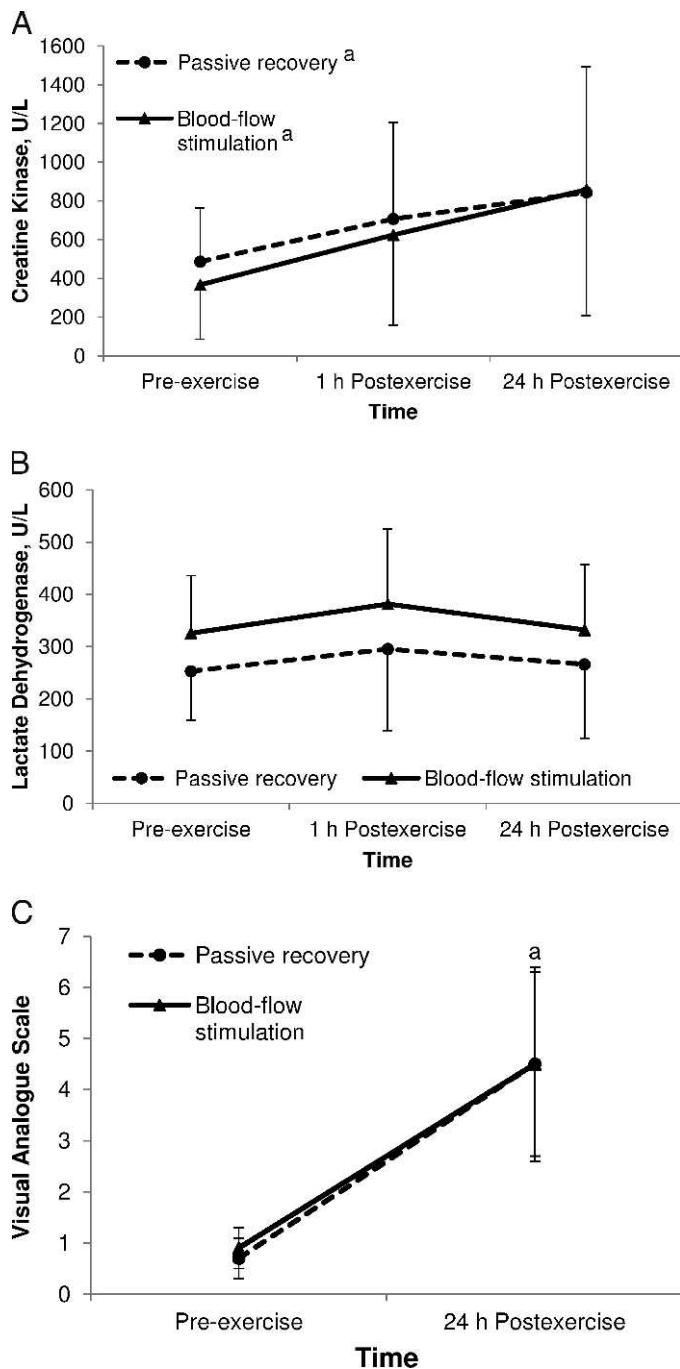 A
1600
1400
1200
1000
800
600
400
200
0
Creatine Kinase, U/L
Passive recovery a
Blood-flow
stimulation a
Pre-exercise 1 h Postexercise 24 h Postexercise
Time
B
600
500
400
300
200
100
0
Lactate Dehydrogenase, U/L
Passive recovery Blood-flow stimulation
Pre-exercise 1 h Postexercise 24 h Postexercise
Time
C
7
6
5
4
3
2
1
0
Visual Analogue Scale
Passive recovery
Blood-flow
stimulation
a
Pre-exercise 24 h Postexercise
Time